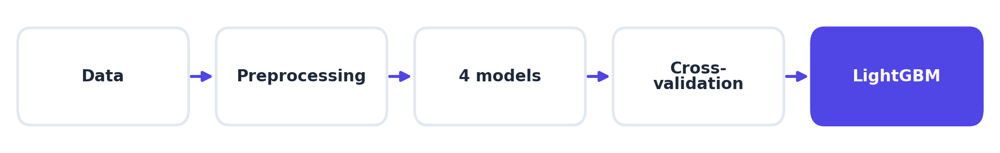 Data
Preprocessing
4 models
Cross-
validation
LightGBM